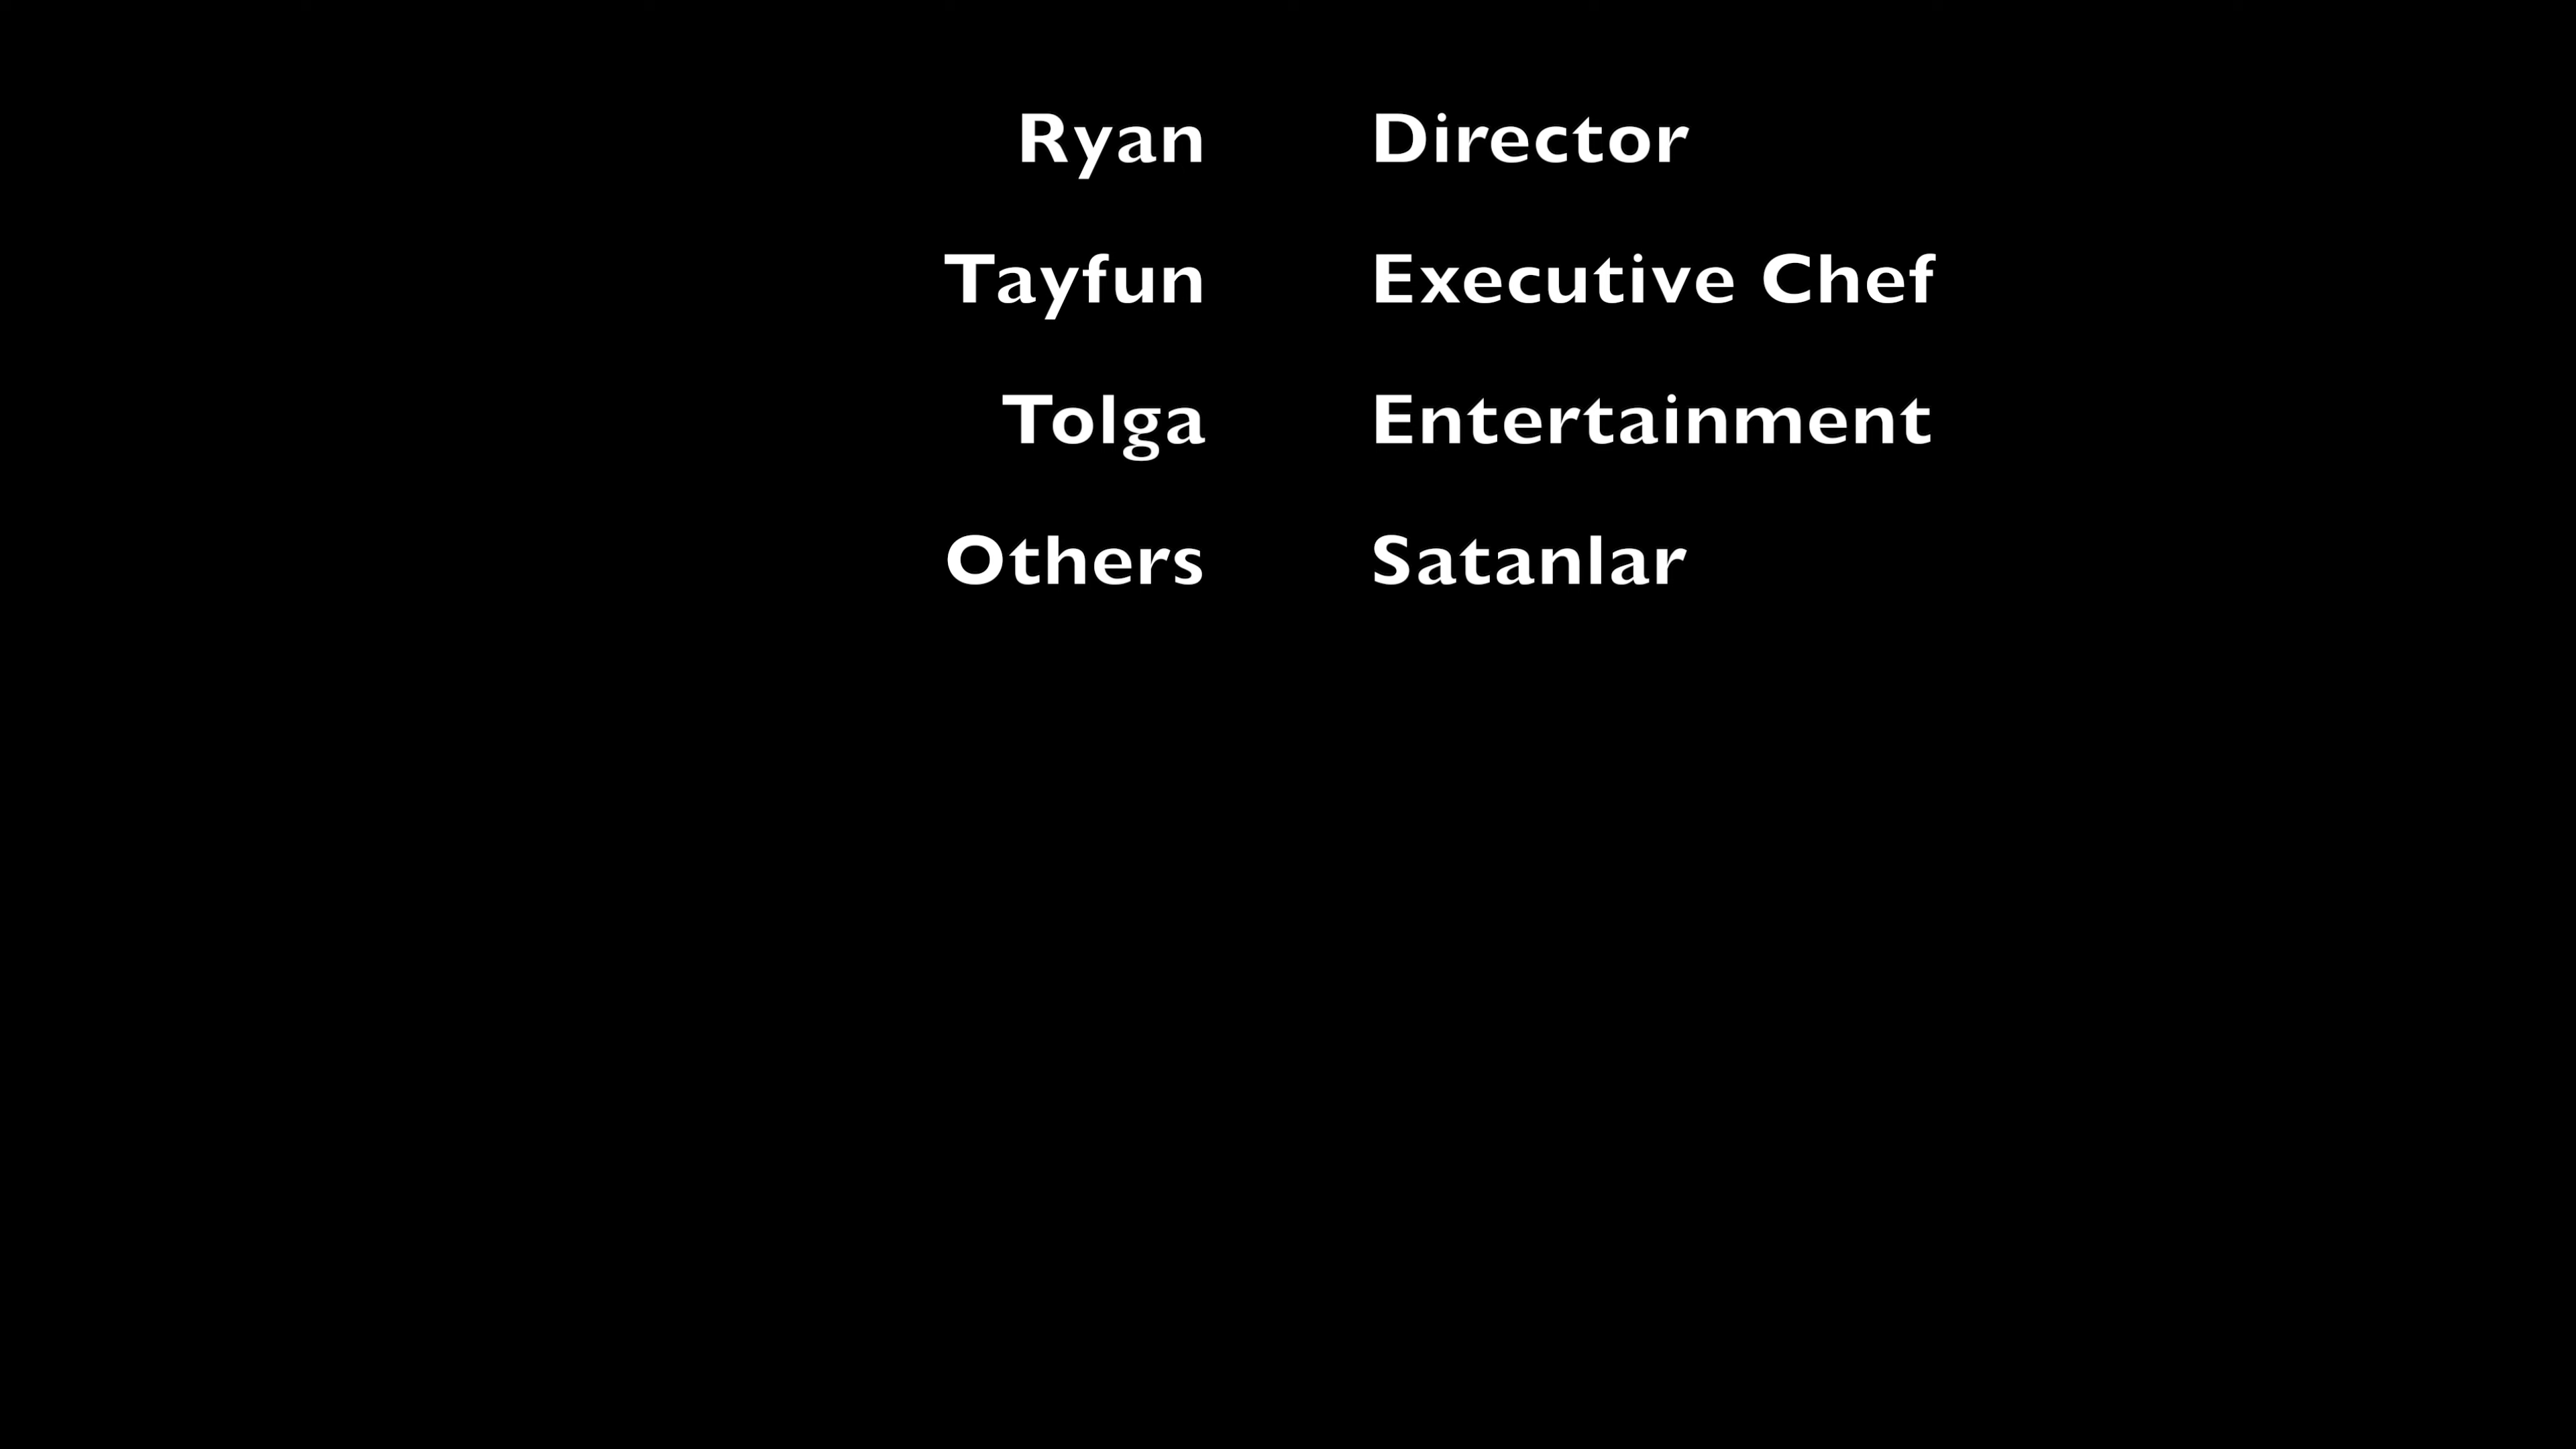 Ryan Director
Tayfun Executive Chef
Tolga Entertainment
Others Satanlar